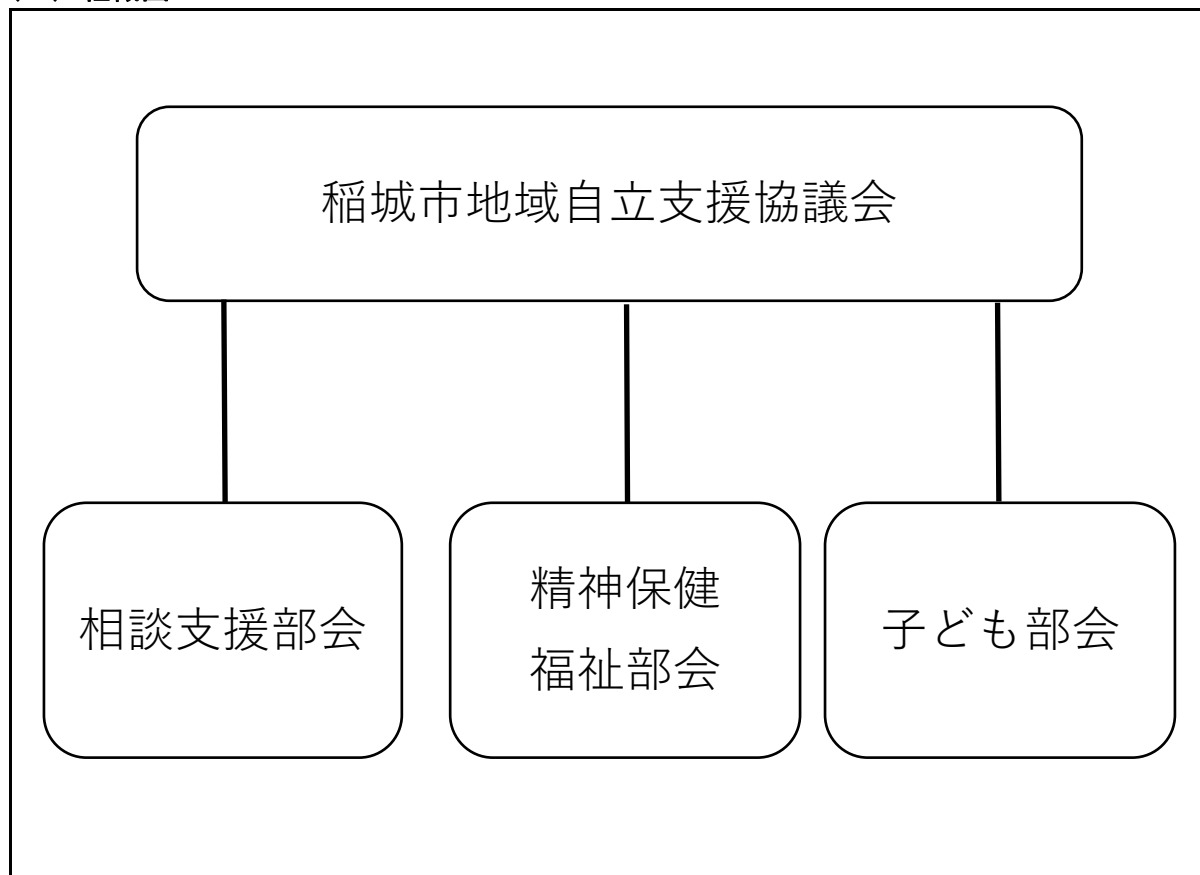 稲城市地域自立支援協議会
相談支援部会
精神保健
福祉部会
子ども部会